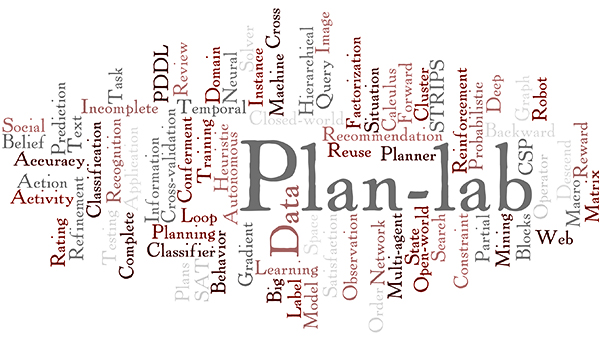 Social
Belief
Accuracy
Action
Activity
Rating
Prediction
Refinement
Text
Classification
Incomplete
Task
Recognition
Testing
Application
Complete
PDDL
Information
Cross-validation
Review
Temporal
Conferment
Training
Loop
Planning
Classifier
Plans
SAT
Domain
Heuristic
Behavior
Neural
Autonomous
Solver
Gradient
Instance
Closed-world
Machine
Cross
Plan-lab
Data
Learning
Big
Label
Model
Space
Hierarchical
Query
Image
Recommendation
Reuse
Satisfaction
Factorization
Observation
Situation
Calculus
Planner
Order
Network
Forward
Multi-agent
Cluster
State
Open-world
STRIPS
Search
Reinforcement
Constraint
Probabilistic
Backward
Partial
Deep
Mining
Graph
CSP
Blocks
Robot
Operator
Web
Descend
Macro
Reward
Matrix